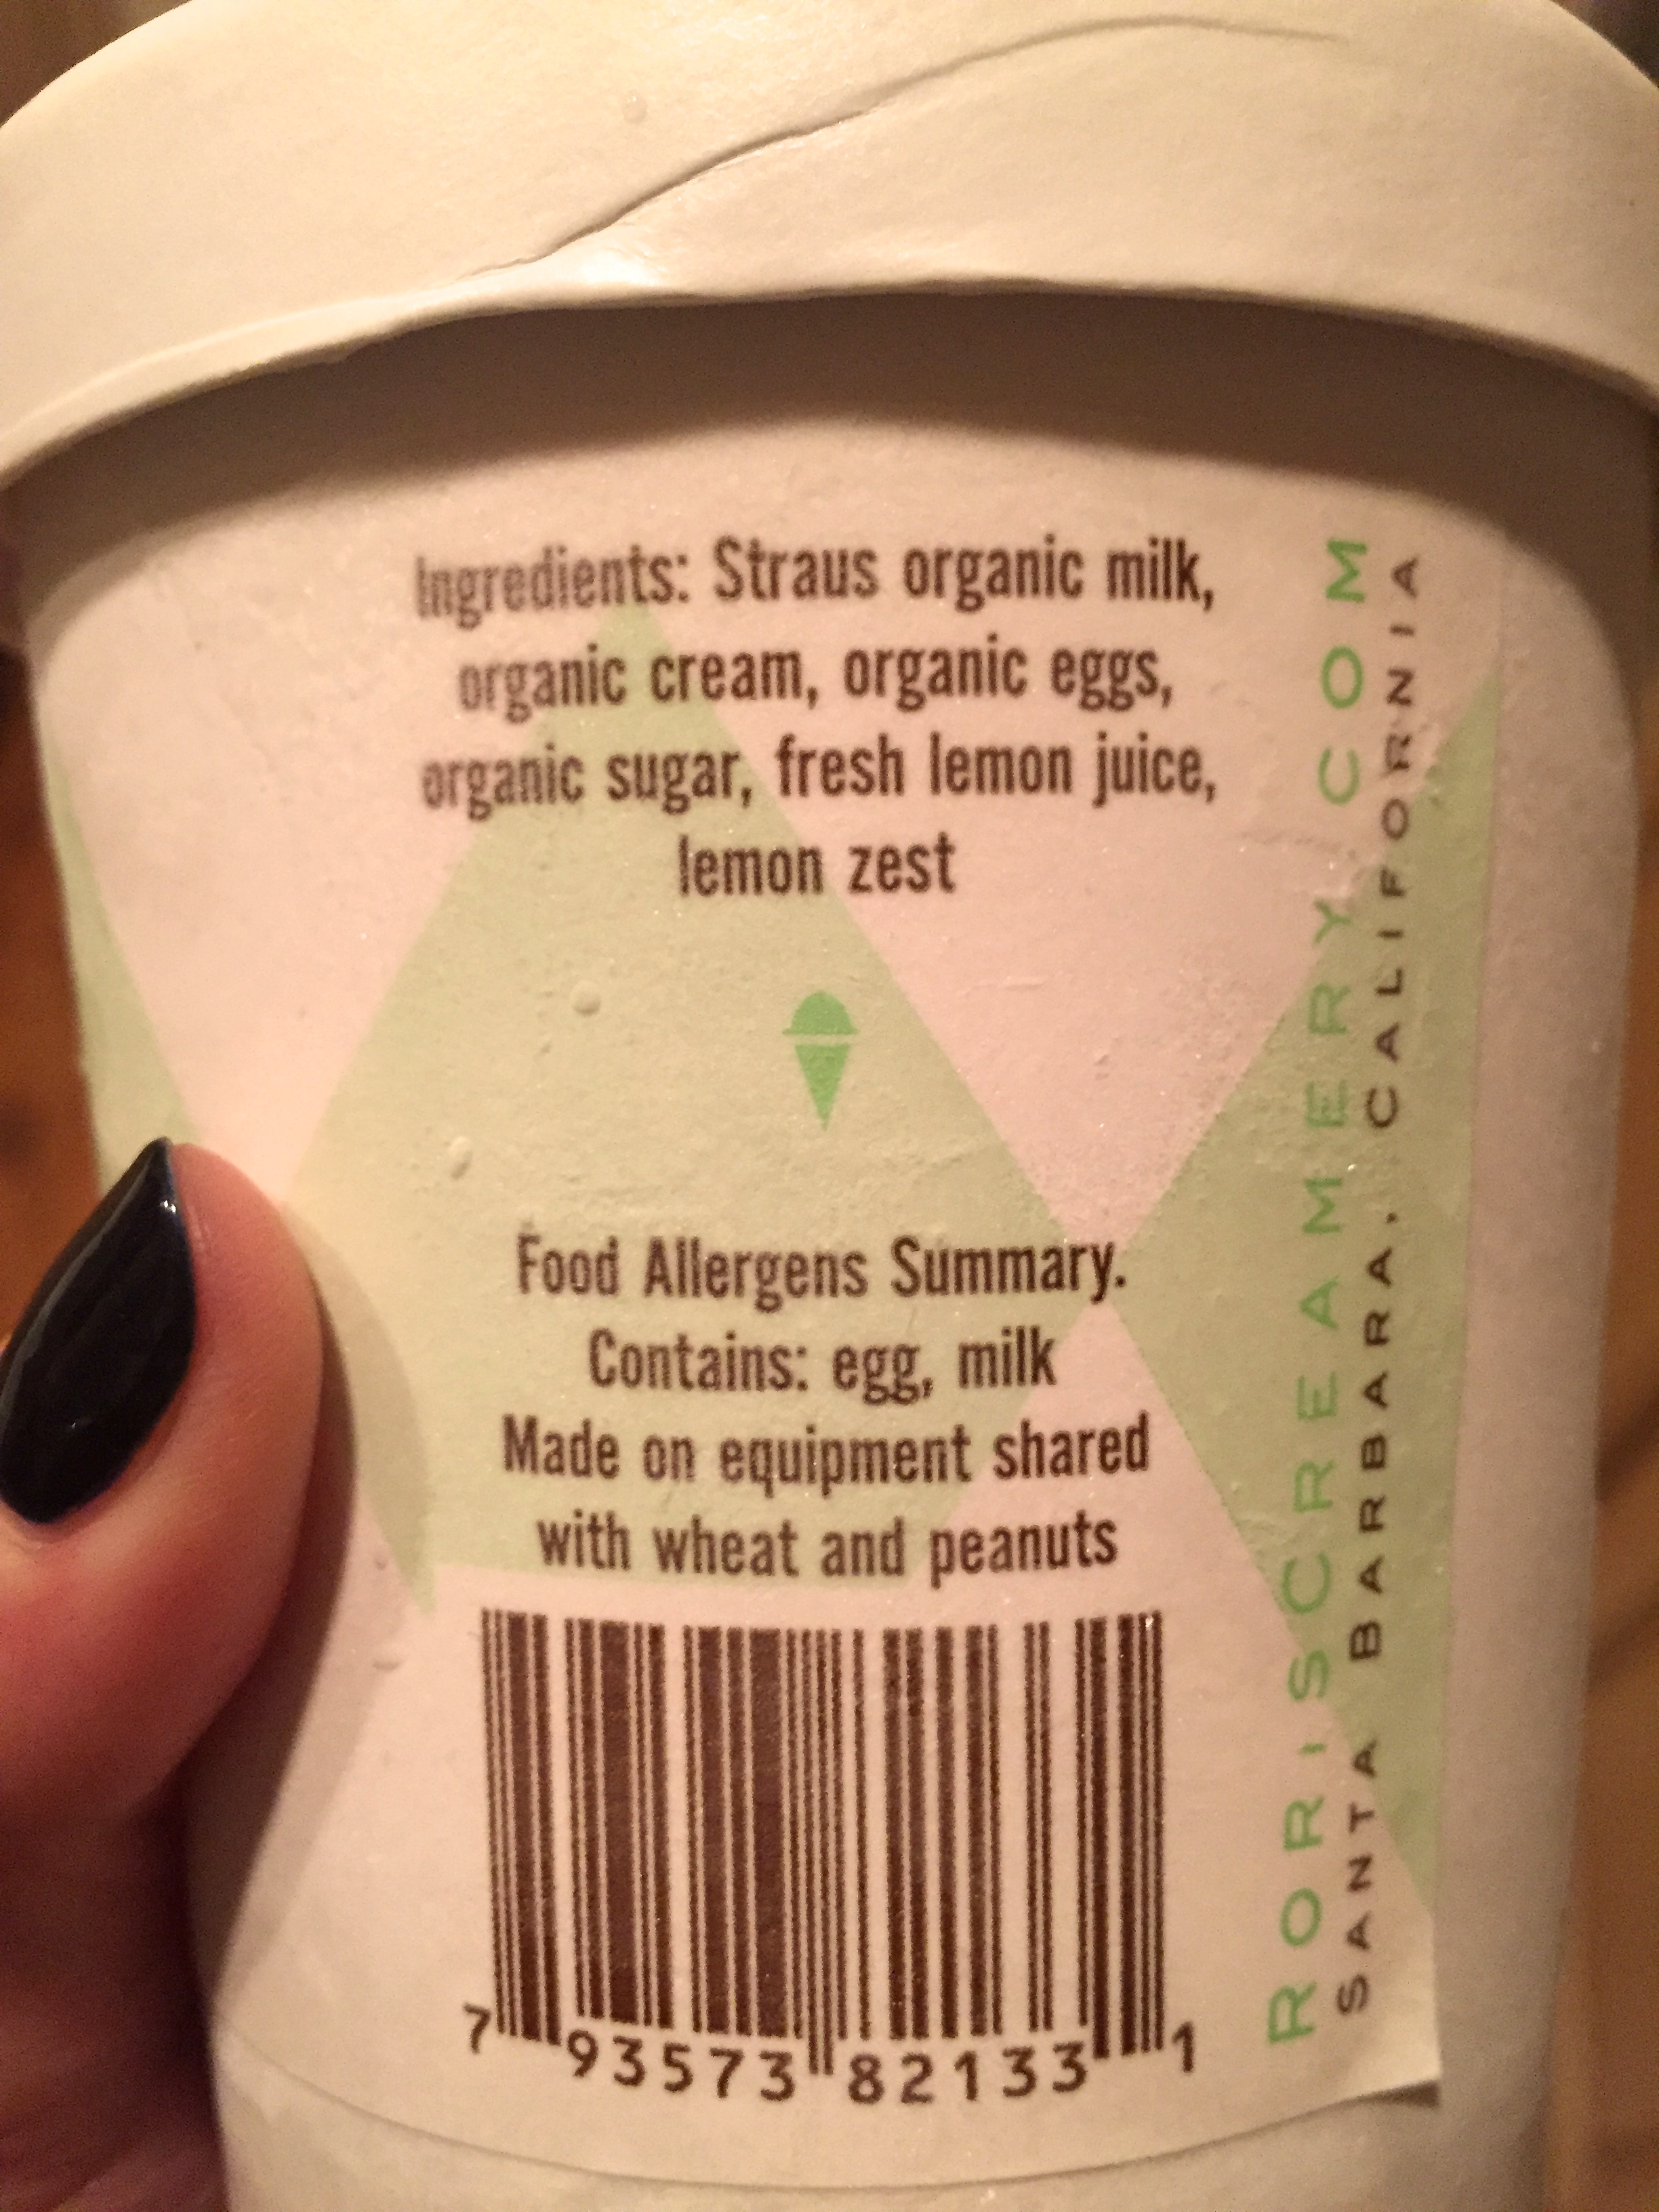 Ingredients: Straus organic milk,
organic cream, organic eggs,
organic sugar, fresh lemon juice,
lemon zest
Food Allergens Summary.
Contains: egg, milk
Made on equipment shared
with wheat and peanuts
7 93573 82133 1
RORISCREAMERY.COM
SANTA BARBARA, CALIFORNIA